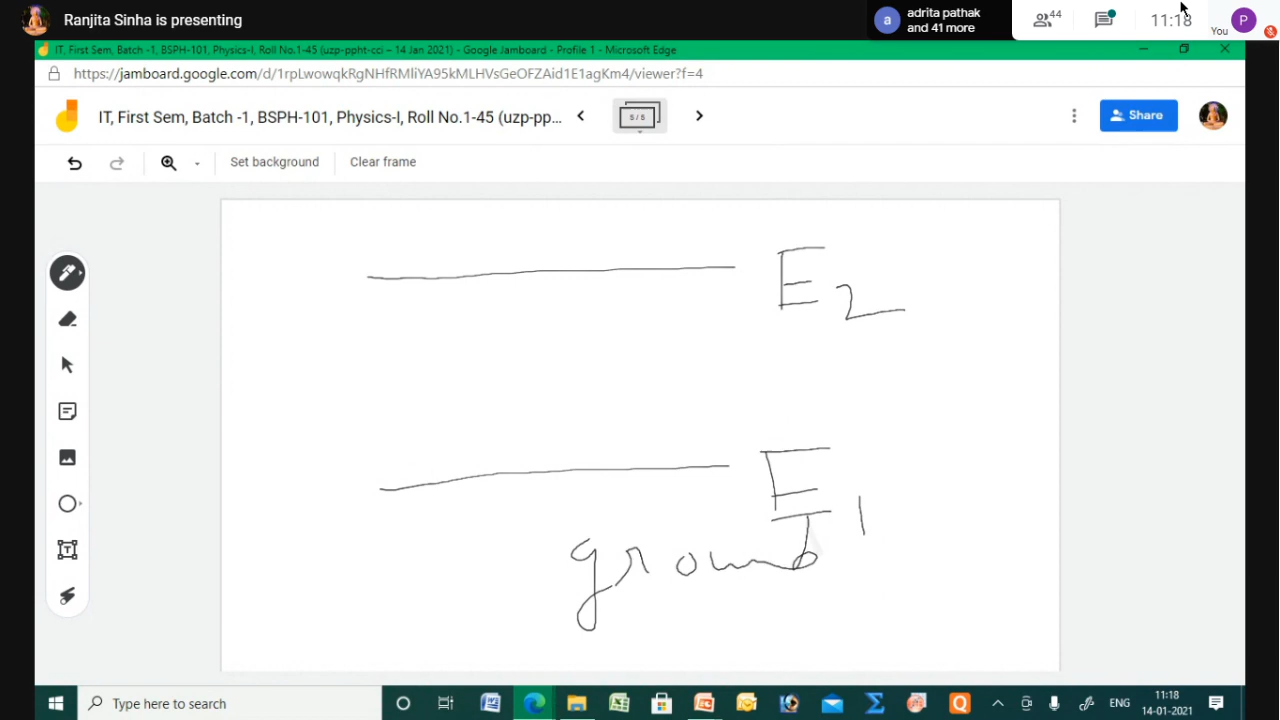 Ranjita Sinha is presenting
a
adrita pathak
and 41 more
44
11:18
You
P
IT, First Sem, Batch -1, BSPH-101, Physics-I, Roll No.1-45 (uzp-ppht-cci – 14 Jan 2021) - Google Jamboard - Profile 1 - Microsoft Edge
https://jamboard.google.com/d/1rpLwowqkRgNHfRMliYA95kMLHVsGeOFZAid1E1agKm4/viewer?f=4
IT, First Sem, Batch -1, BSPH-101, Physics-I, Roll No.1-45 (uzp-pp...
5 / 5
Share
Set background
Clear frame
E2
E1
ground
Type here to search
ENG
11:18
14-01-2021